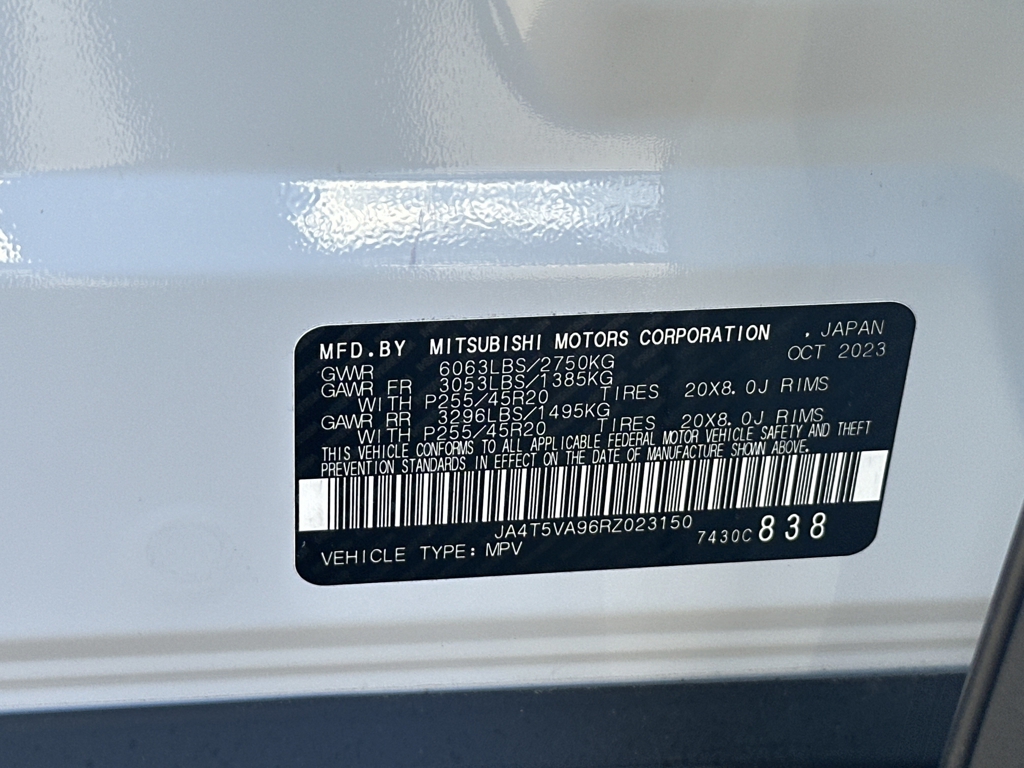 MFD.BY MITSUBISHI MOTORS CORPORATION . JAPAN
OCT 2023
GVWR 6063LBS/2750KG
GAWR FR 3053LBS/1385KG
WITH P255/45R20 TIRES 20X8.0J RIMS
GAWR RR 3296LBS/1495KG
WITH P255/45R20 TIRES 20X8.0J RIMS
THIS VEHICLE CONFORMS TO ALL APPLICABLE FEDERAL MOTOR VEHICLE SAFETY AND THEFT
PREVENTION STANDARDS IN EFFECT ON THE DATE OF MANUFACTURE SHOWN ABOVE.
JA4T5VA96RZ023150
7430C 838
VEHICLE TYPE: MPV